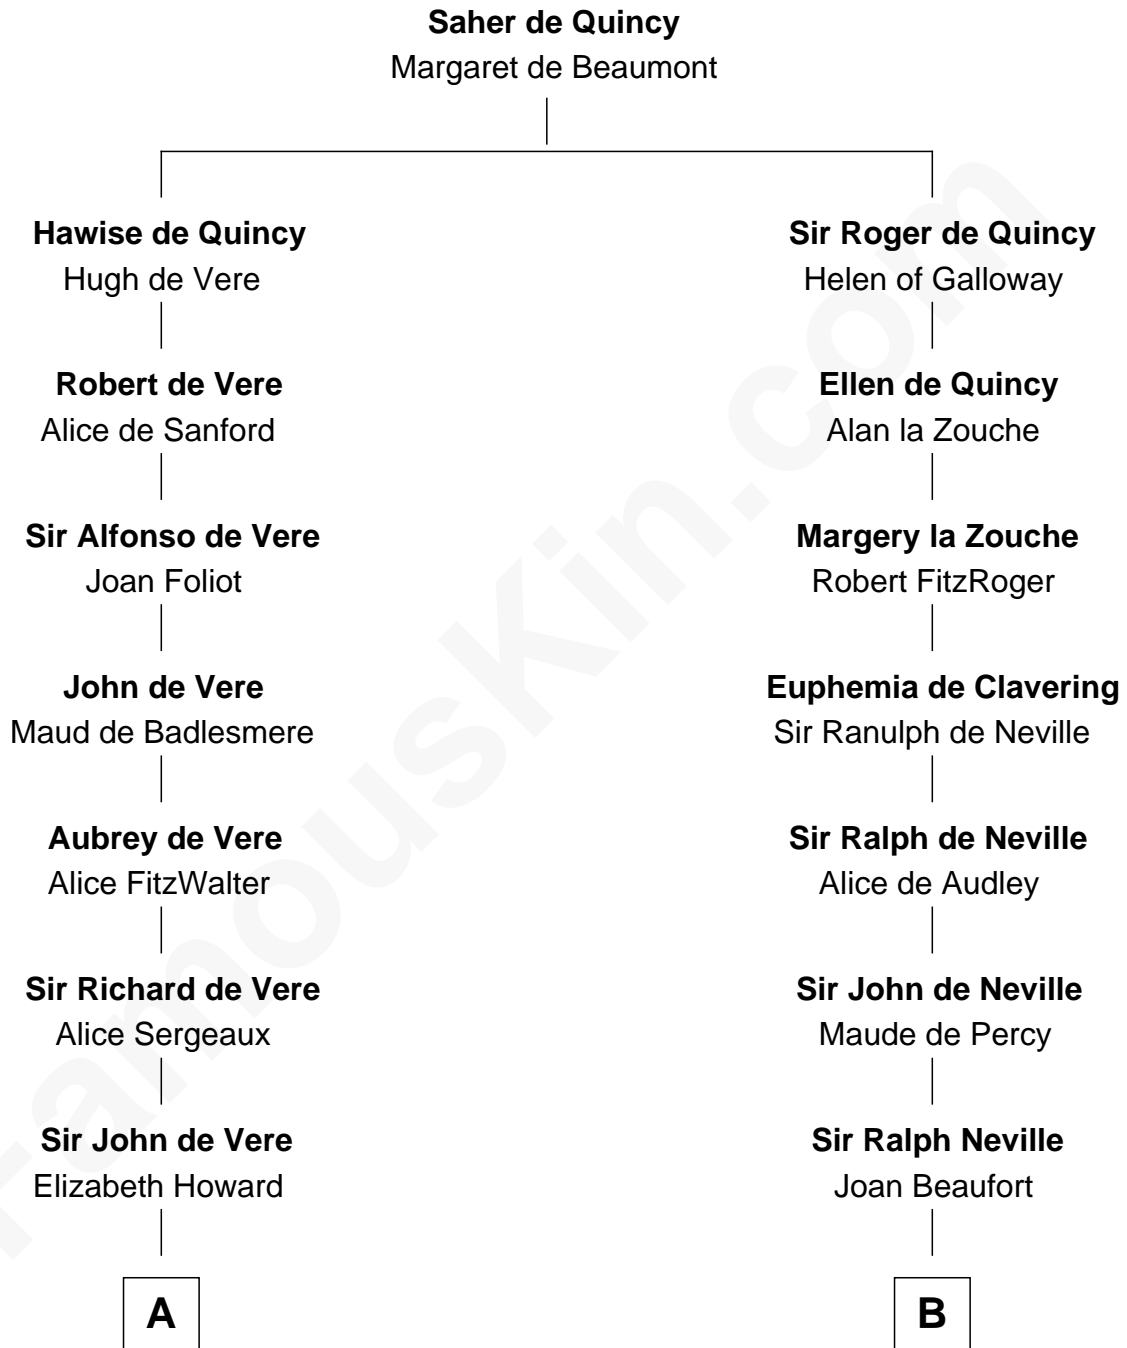 Saher de Quincy
Margaret de Beaumont
Hawise de Quincy
Hugh de Vere
Robert de Vere
Alice de Sanford
Sir Alfonso de Vere
Joan Foliot
John de Vere
Maud de Badlesmere
Aubrey de Vere
Alice FitzWalter
Sir Richard de Vere
Alice Sergeaux
Sir John de Vere
Elizabeth Howard
A
Sir Roger de Quincy
Helen of Galloway
Ellen de Quincy
Alan la Zouche
Margery la Zouche
Robert FitzRoger
Euphemia de Clavering
Sir Ranulph de Neville
Sir Ralph de Neville
Alice de Audley
Sir John de Neville
Maude de Percy
Sir Ralph Neville
Joan Beaufort
B
FamousKin.com